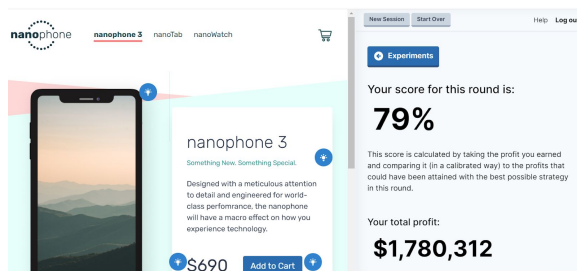 nanophone
nanophone 3
nanoTab
nanoWatch
nanophone 3
Something New. Something Special.
Designed with a meticulous attention
to detail and engineered for world-
class perfomrance, the nanophone
will have a macro effect on how you
experience technology.
$690
Add to Cart
New Session
Start Over
Help
Log ou
Experiments
Your score for this round is:
79%
This score is calculated by taking the profit you earned
and comparing it (in a calibrated way) to the profits that
could have been attained with the best possible strategy
in this round.
Your total profit:
$1,780,312